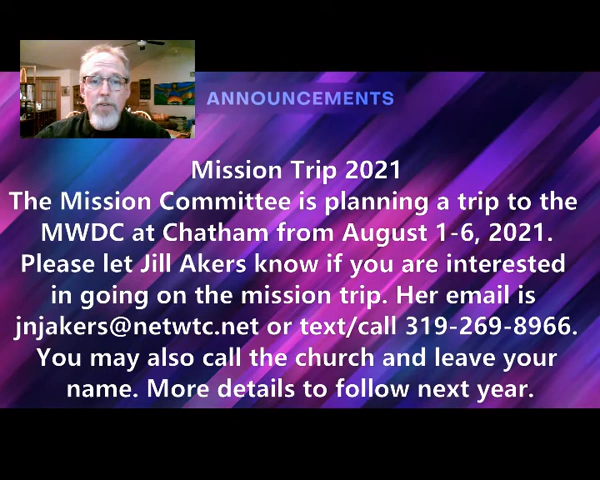 ANNOUNCEMENTS
Mission Trip 2021
The Mission Committee is planning a trip to the
MWDC at Chatham from August 1-6, 2021.
Please let Jill Akers know if you are interested
in going on the mission trip. Her email is
jnjakers@netwtc.net or text/call 319-269-8966.
You may also call the church and leave your
name. More details to follow next year.